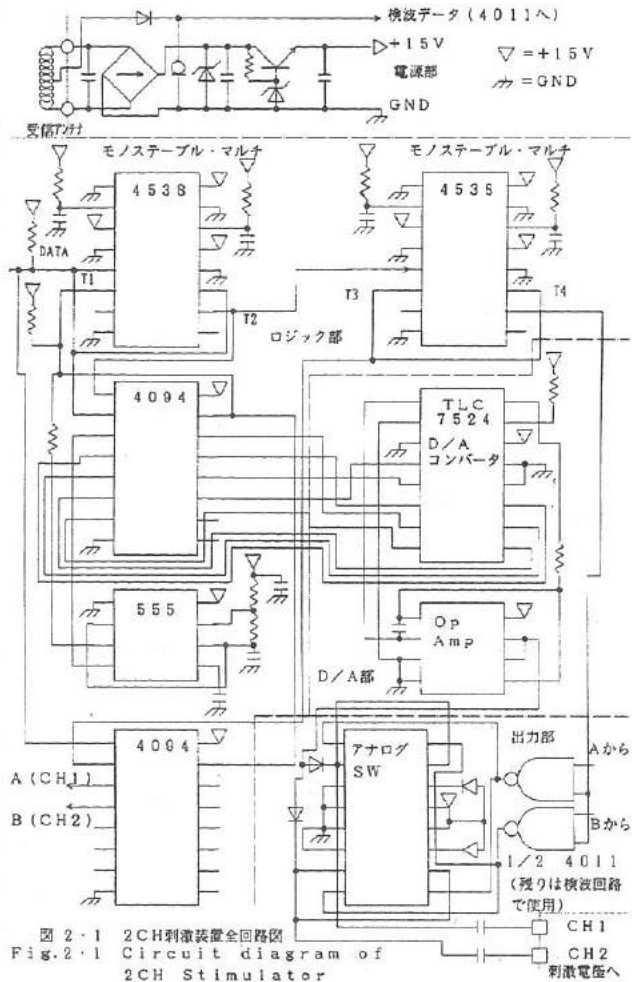 検波データ(4011へ)
+15V
電源部
GND
▽=+15V
=GND
受信アンテナ
モノステーブル・マルチ
モノステーブル・マルチ
4538
4538
DATA
T1
T2
T3
T4
ロジック部
4094
TLC
7524
D/A
コンバータ
555
Op
Amp
D/A部
4094
A(CH1)
B(CH2)
アナログ
SW
出力部
Aから
Bから
1/2 4011
(残りは検波回路
で使用)
CH1
CH2
刺激電極へ
図 2・1 2CH刺激装置全回路図
Fig.2・1 Circuit diagram of
2CH Stimulator